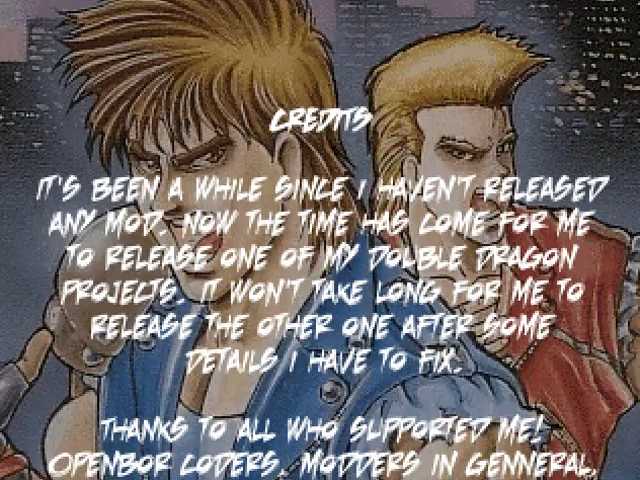 CREDITS
IT'S BEEN A WHILE SINCE I HAVEN'T RELEASED
ANY MOD. NOW THE TIME HAS COME FOR ME
TO RELEASE ONE OF MY DOUBLE DRAGON
PROJECTS. IT WON'T TAKE LONG FOR ME TO
RELEASE THE OTHER ONE AFTER SOME
DETAILS I HAVE TO FIX.
THANKS TO ALL WHO SUPPORTED ME!
OPENBOR CODERS, MODDERS IN GENNERAL,